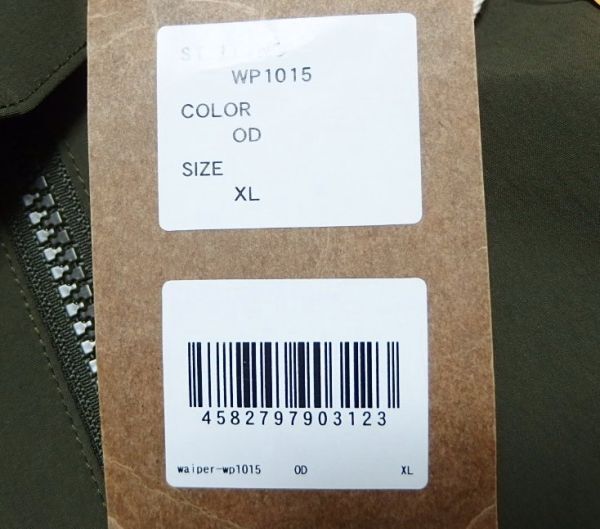 WP1015
COLOR
OD
SIZE
XL
4582797903123
waiper-wp1015 OD XL